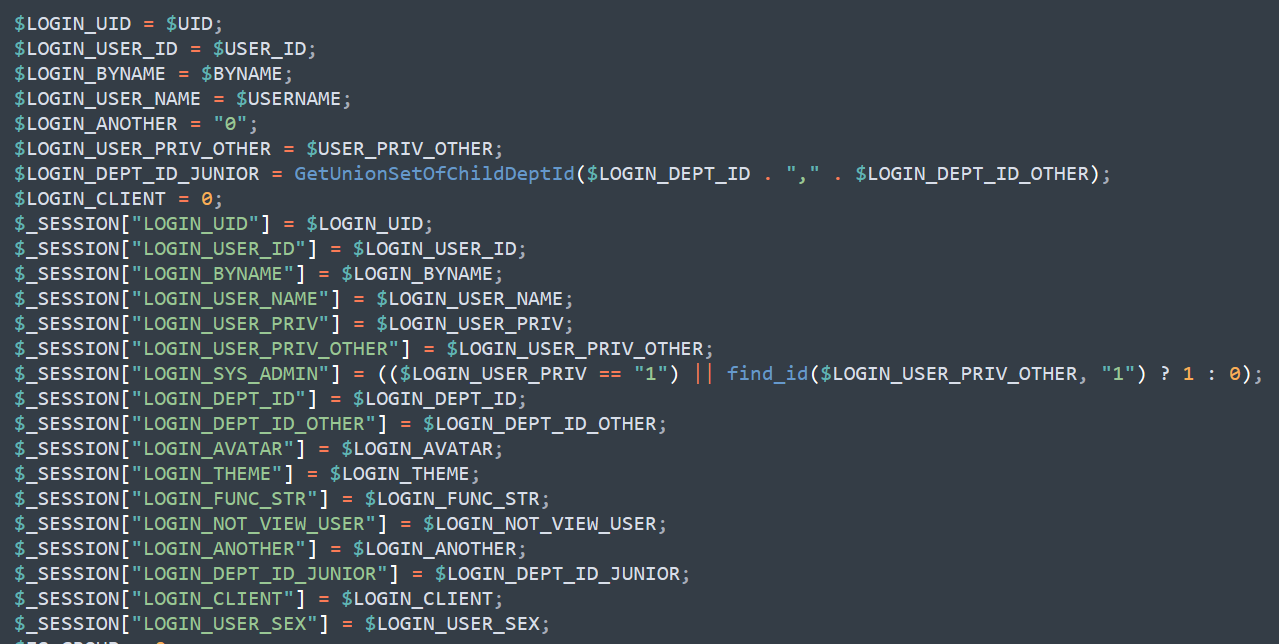 $LOGIN_UID = $UID;
$LOGIN_USER_ID = $USER_ID;
$LOGIN_BYNAME = $BYNAME;
$LOGIN_USER_NAME = $USERNAME;
$LOGIN_ANOTHER = "0";
$LOGIN_USER_PRIV_OTHER = $USER_PRIV_OTHER;
$LOGIN_DEPT_ID_JUNIOR = GetUnionSetOfChildDeptId($LOGIN_DEPT_ID . "," . $LOGIN_DEPT_ID_OTHER);
$LOGIN_CLIENT = 0;
$_SESSION["LOGIN_UID"] = $LOGIN_UID;
$_SESSION["LOGIN_USER_ID"] = $LOGIN_USER_ID;
$_SESSION["LOGIN_BYNAME"] = $LOGIN_BYNAME;
$_SESSION["LOGIN_USER_NAME"] = $LOGIN_USER_NAME;
$_SESSION["LOGIN_USER_PRIV"] = $LOGIN_USER_PRIV;
$_SESSION["LOGIN_USER_PRIV_OTHER"] = $LOGIN_USER_PRIV_OTHER;
$_SESSION["LOGIN_SYS_ADMIN"] = (($LOGIN_USER_PRIV == "1") || find_id($LOGIN_USER_PRIV_OTHER, "1") ? 1 : 0);
$_SESSION["LOGIN_DEPT_ID"] = $LOGIN_DEPT_ID;
$_SESSION["LOGIN_DEPT_ID_OTHER"] = $LOGIN_DEPT_ID_OTHER;
$_SESSION["LOGIN_AVATAR"] = $LOGIN_AVATAR;
$_SESSION["LOGIN_THEME"] = $LOGIN_THEME;
$_SESSION["LOGIN_FUNC_STR"] = $LOGIN_FUNC_STR;
$_SESSION["LOGIN_NOT_VIEW_USER"] = $LOGIN_NOT_VIEW_USER;
$_SESSION["LOGIN_ANOTHER"] = $LOGIN_ANOTHER;
$_SESSION["LOGIN_DEPT_ID_JUNIOR"] = $LOGIN_DEPT_ID_JUNIOR;
$_SESSION["LOGIN_CLIENT"] = $LOGIN_CLIENT;
$_SESSION["LOGIN_USER_SEX"] = $LOGIN_USER_SEX;